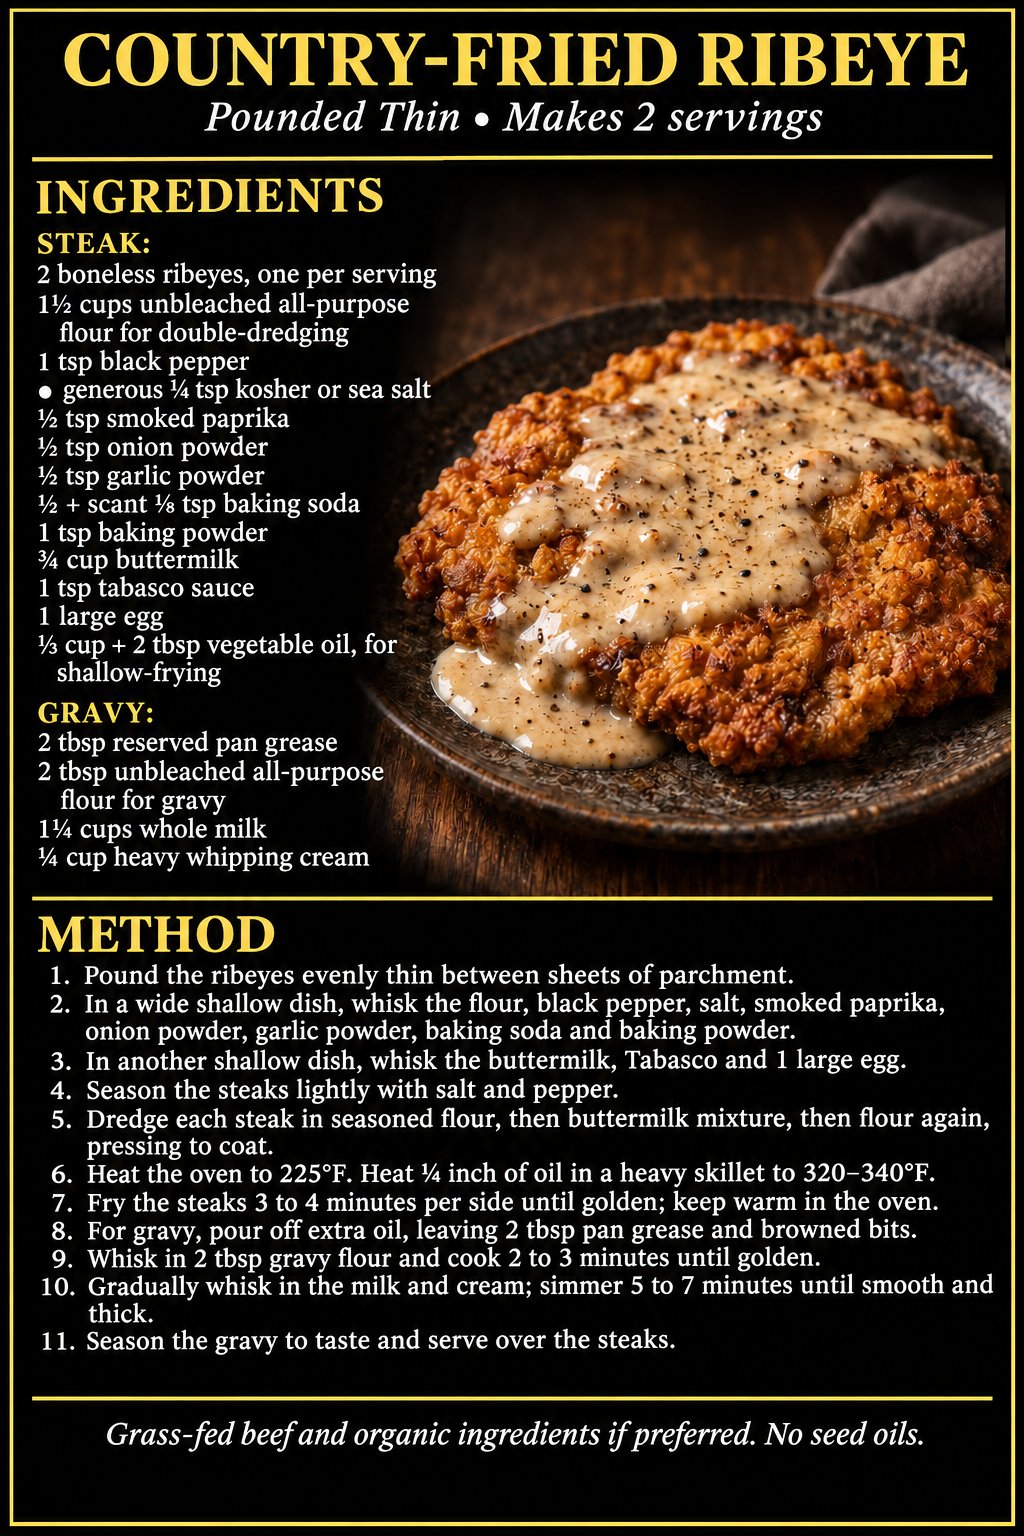 COUNTRY-FRIED RIBEYE
Pounded Thin • Makes 2 servings
INGREDIENTS
STEAK:
2 boneless ribeyes, one per serving
1½ cups unbleached all-purpose
flour for double-dredging
1 tsp black pepper
• generous ¼ tsp kosher or sea salt
½ tsp smoked paprika
½ tsp onion powder
½ tsp garlic powder
½ + scant ⅛ tsp baking soda
1 tsp baking powder
¾ cup buttermilk
1 tsp tabasco sauce
1 large egg
⅓ cup + 2 tbsp vegetable oil, for
shallow-frying
GRAVY:
2 tbsp reserved pan grease
2 tbsp unbleached all-purpose
flour for gravy
1¼ cups whole milk
¼ cup heavy whipping cream
METHOD
1. Pound the ribeyes evenly thin between sheets of parchment.
2. In a wide shallow dish, whisk the flour, black pepper, salt, smoked paprika,
onion powder, garlic powder, baking soda and baking powder.
3. In another shallow dish, whisk the buttermilk, Tabasco and 1 large egg.
4. Season the steaks lightly with salt and pepper.
5. Dredge each steak in seasoned flour, then buttermilk mixture, then flour again,
pressing to coat.
6. Heat the oven to 225°F. Heat ¼ inch of oil in a heavy skillet to 320–340°F.
7. Fry the steaks 3 to 4 minutes per side until golden; keep warm in the oven.
8. For gravy, pour off extra oil, leaving 2 tbsp pan grease and browned bits.
9. Whisk in 2 tbsp gravy flour and cook 2 to 3 minutes until golden.
10. Gradually whisk in the milk and cream; simmer 5 to 7 minutes until smooth and
thick.
11. Season the gravy to taste and serve over the steaks.
Grass-fed beef and organic ingredients if preferred. No seed oils.